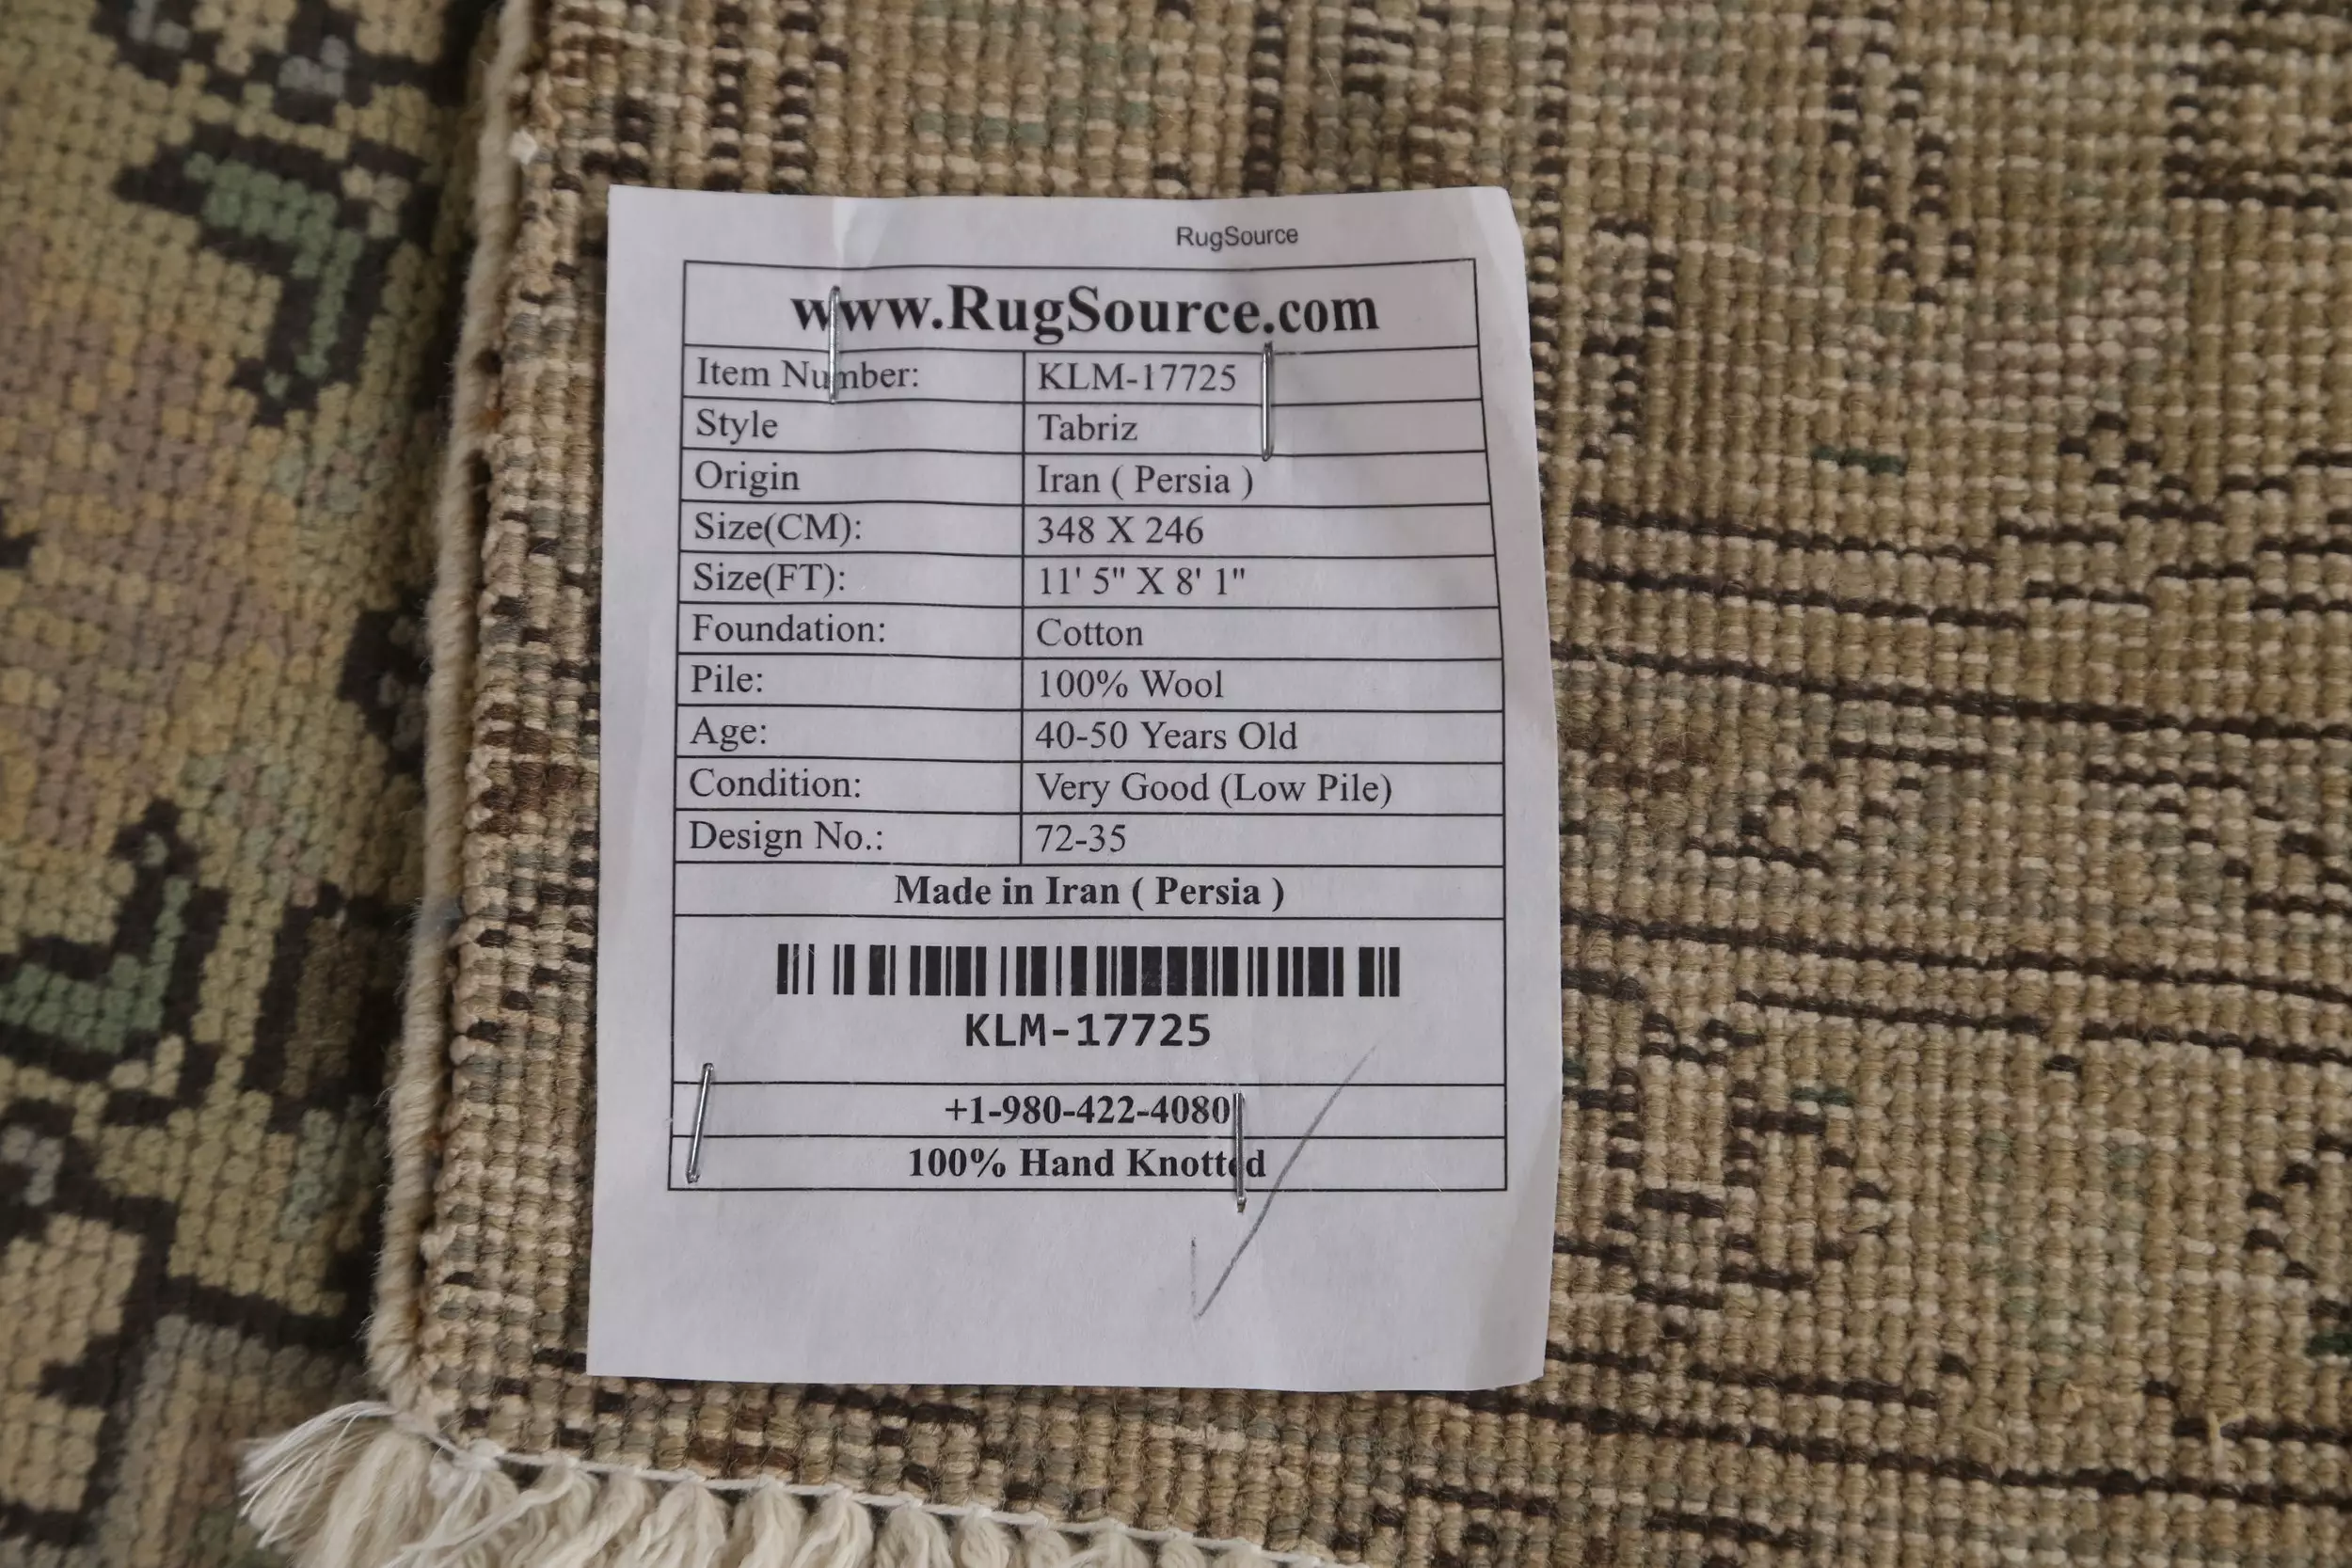 RugSource
www.RugSource.com
Item Number: KLM-17725
Style Tabriz
Origin Iran ( Persia )
Size(CM): 348 X 246
Size(FT): 11' 5" X 8' 1"
Foundation: Cotton
Pile: 100% Wool
Age: 40-50 Years Old
Condition: Very Good (Low Pile)
Design No.: 72-35
Made in Iran ( Persia )
KLM-17725
+1-980-422-4080
100% Hand Knotted